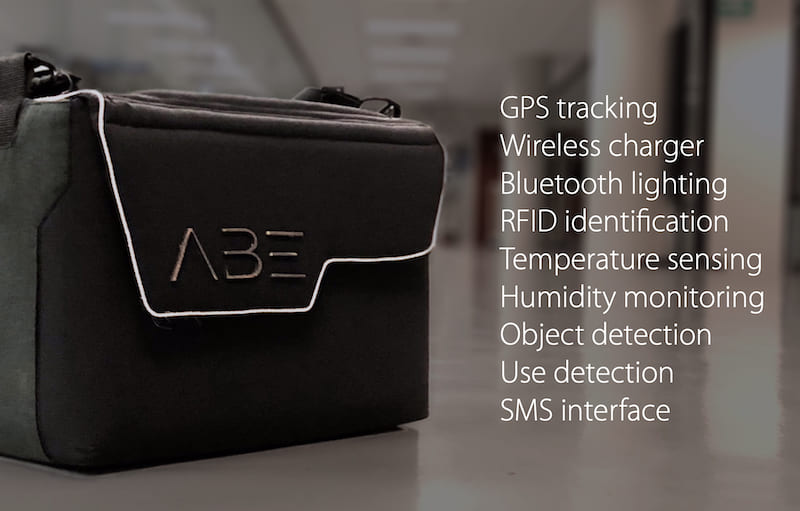 ABE
GPS tracking
Wireless charger
Bluetooth lighting
RFID identification
Temperature sensing
Humidity monitoring
Object detection
Use detection
SMS interface